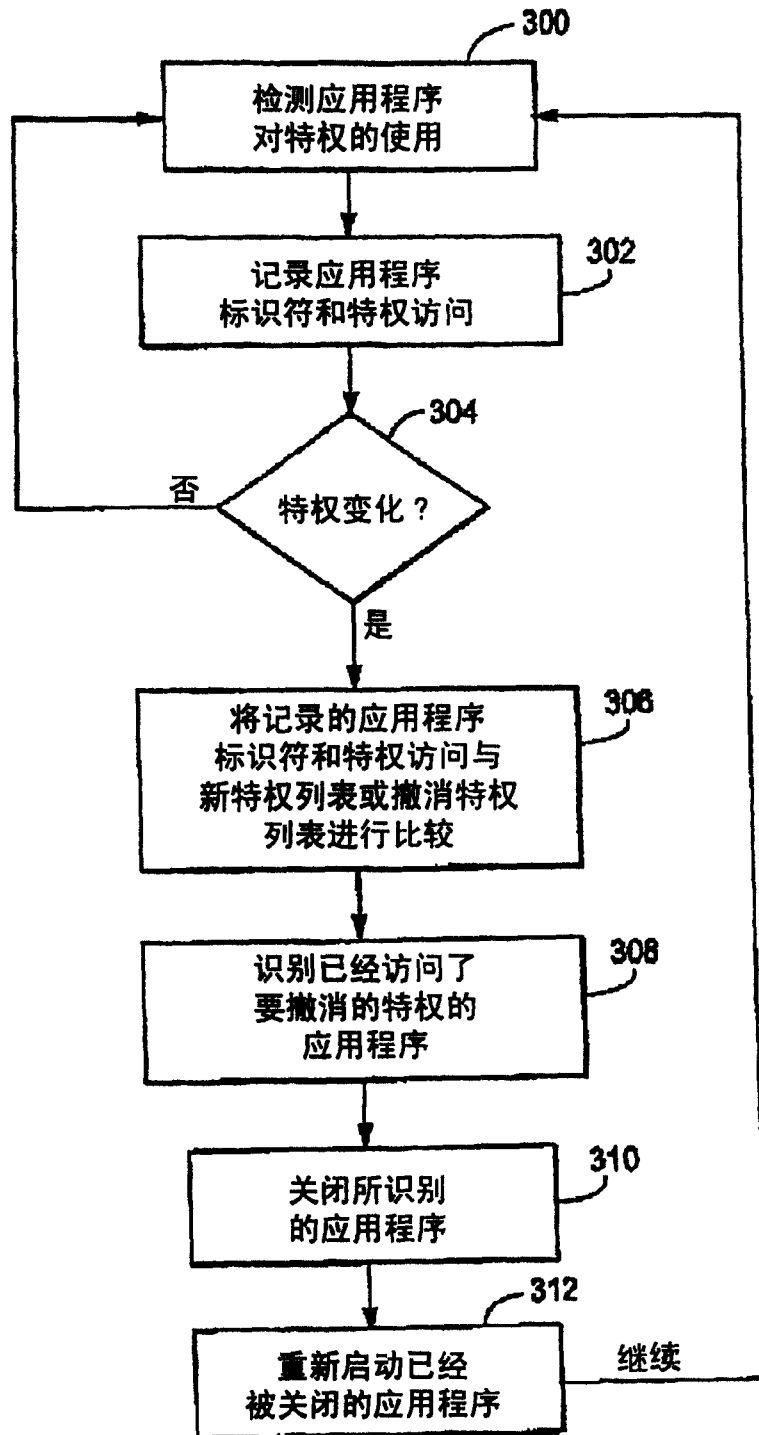 300
检测应用程序
对特权的使用
302
记录应用程序
标识符和特权访问
304
否
特权变化？
是
306
将记录的应用程序
标识符和特权访问与
新特权列表或撤消特权
列表进行比较
308
识别已经访问了
要撤消的特权的
应用程序
310
关闭所识别
的应用程序
312
重新启动已经
被关闭的应用程序
继续